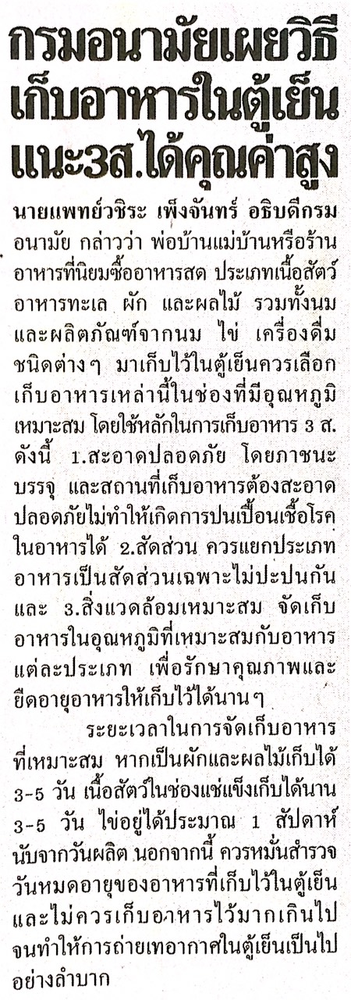 กรมอนามัยเผยวิธี
เก็บอาหารในตู้เย็น
แนะ3ส.ได้คุณค่าสูง
นายแพทย์วชิระ เพ็งจันทร์ อธิบดีกรม
อนามัย กล่าวว่า พ่อบ้านแม่บ้านหรือร้าน
อาหารที่นิยมซื้ออาหารสด ประเภทเนื้อสัตว์
อาหารทะเล ผัก และผลไม้ รวมทั้งนม
และผลิตภัณฑ์จากนม ไข่ เครื่องดื่ม
ชนิดต่างๆ มาเก็บไว้ในตู้เย็นควรเลือก
เก็บอาหารเหล่านี้ในช่องที่มีอุณหภูมิ
เหมาะสม โดยใช้หลักในการเก็บอาหาร 3 ส.
ดังนี้ 1.สะอาดปลอดภัย โดยภาชนะ
บรรจุ และสถานที่เก็บอาหารต้องสะอาด
ปลอดภัยไม่ทำให้เกิดการปนเปื้อนเชื้อโรค
ในอาหารได้ 2.สัดส่วน ควรแยกประเภท
อาหารเป็นสัดส่วนเฉพาะไม่ปะปนกัน
และ 3.สิ่งแวดล้อมเหมาะสม จัดเก็บ
อาหารในอุณหภูมิที่เหมาะสมกับอาหาร
แต่ละประเภท เพื่อรักษาคุณภาพและ
ยืดอายุอาหารให้เก็บไว้ได้นานๆ
ระยะเวลาในการจัดเก็บอาหาร
ที่เหมาะสม หากเป็นผักและผลไม้เก็บได้
3-5 วัน เนื้อสัตว์ในช่องแช่แข็งเก็บได้นาน
3-5 วัน ไข่อยู่ได้ประมาณ 1 สัปดาห์
นับจากวันผลิต นอกจากนี้ ควรหมั่นสำรวจ
วันหมดอายุของอาหารที่เก็บไว้ในตู้เย็น
และไม่ควรเก็บอาหารไว้มากเกินไป
จนทำให้การถ่ายเทอากาศในตู้เย็นเป็นไป
อย่างลำบาก